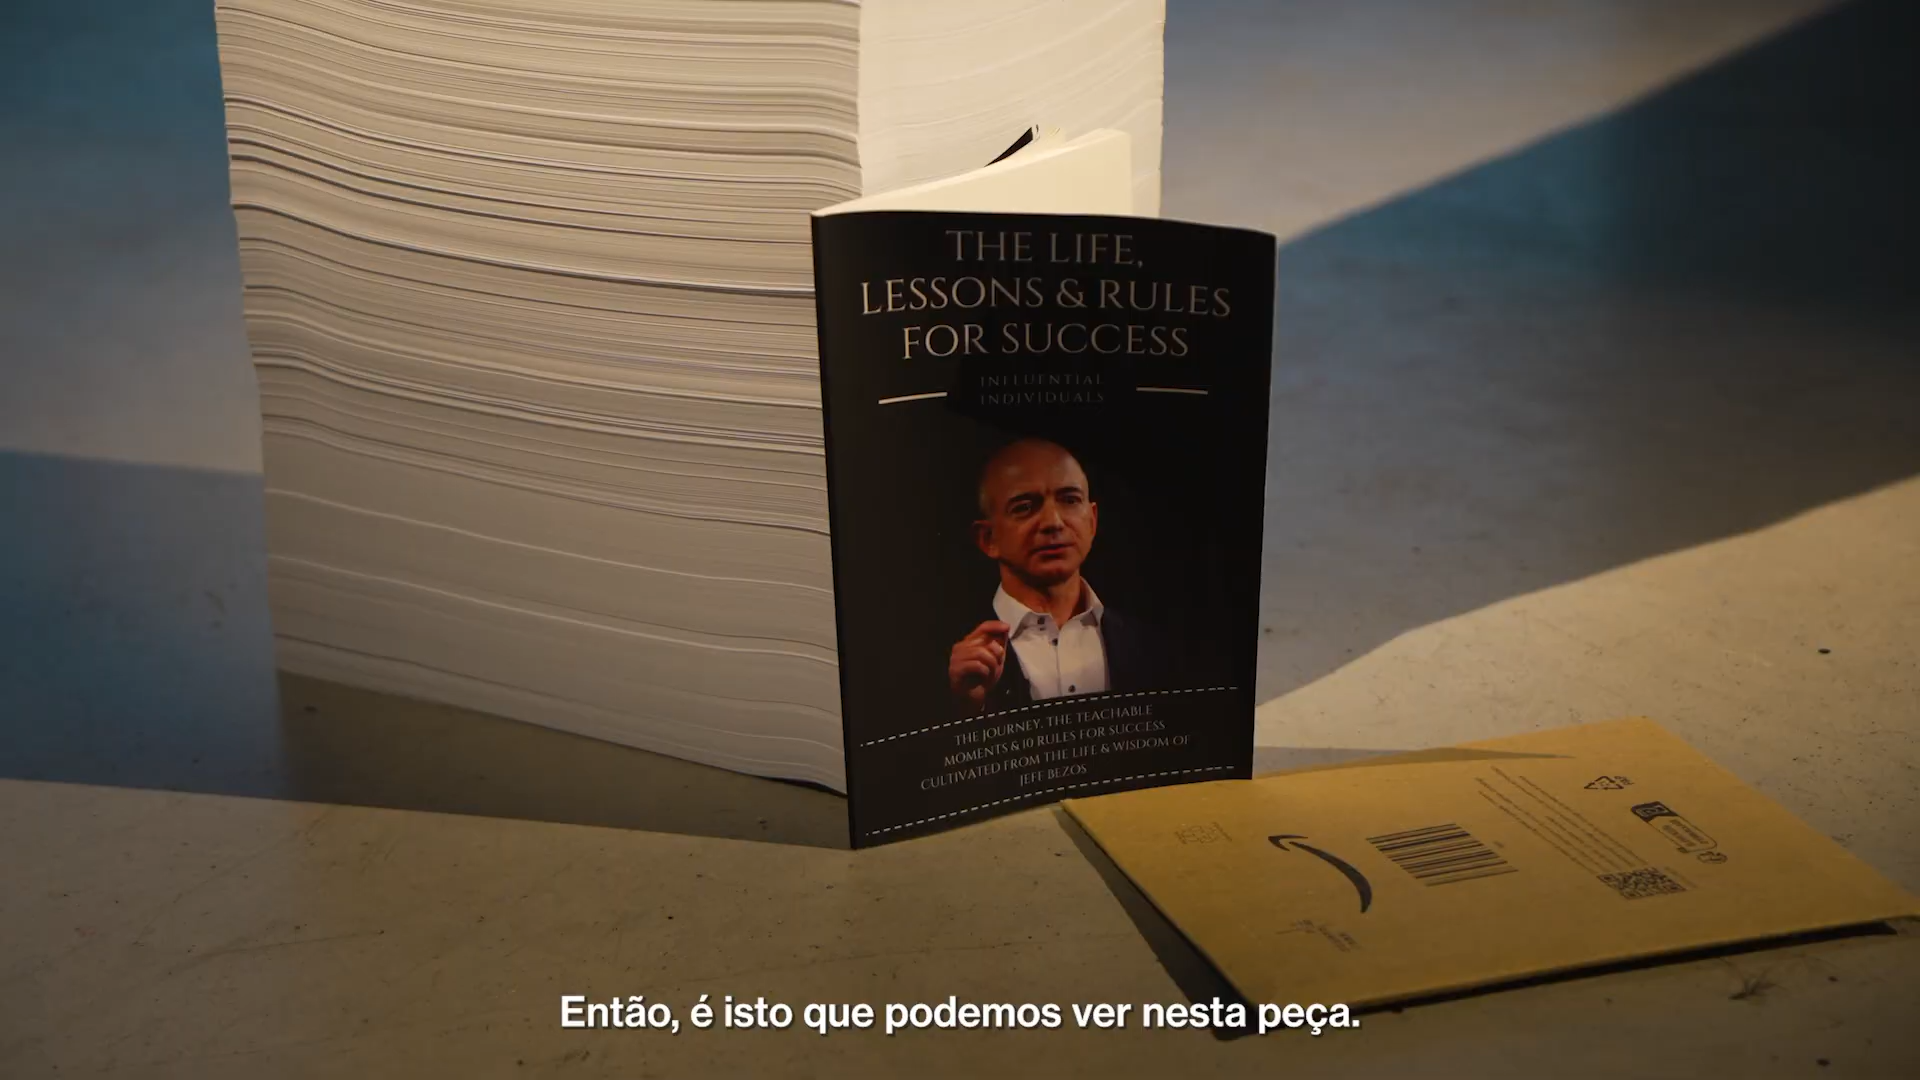 THE LIFE,
LESSONS & RULES
FOR SUCCESS
INFLUENTIAL
INDIVIDUALS
THE JOURNEY, THE TEACHABLE
MOMENTS & 10 RULES FOR SUCCESS
CULTIVATED FROM THE LIFE & WISDOM OF
JEFF BEZOS
Então, é isto que podemos ver nesta peça.